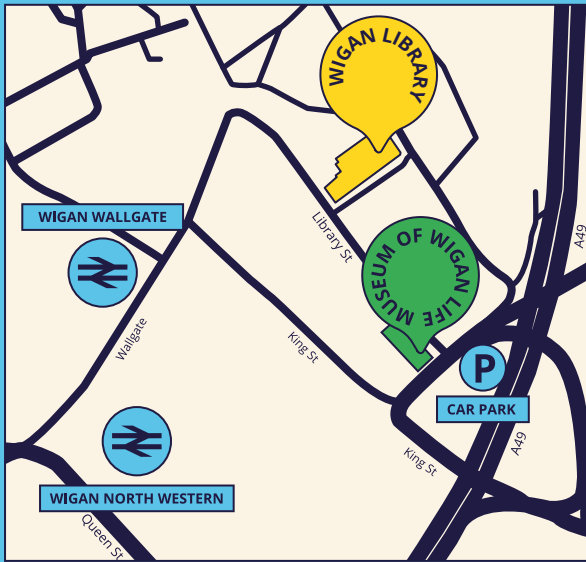 WIGAN LIBRARY
A49
WIGAN WALLGATE
Library St
MUSEUM OF WIGAN LIFE
Wallgate
King St
P
CAR PARK
A49
King St
WIGAN NORTH WESTERN
Queen St